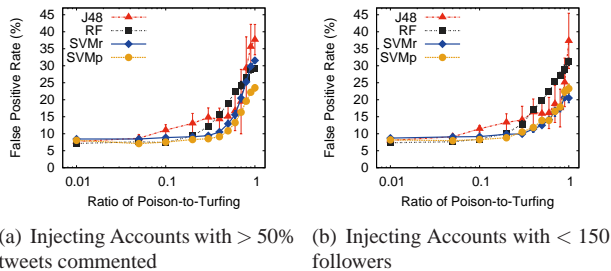 False Positive Rate (%)
50
45
40
35
30
25
20
15
10
5
0
J48
RF
SVMr
SVMp
0.01
0.1
1
Ratio of Poison-to-Turfing
False Positive Rate (%)
50
45
40
35
30
25
20
15
10
5
0
J48
RF
SVMr
SVMp
0.01
0.1
1
Ratio of Poison-to-Turfing
(a) Injecting Accounts with > 50%
tweets commented
(b) Injecting Accounts with < 150
followers